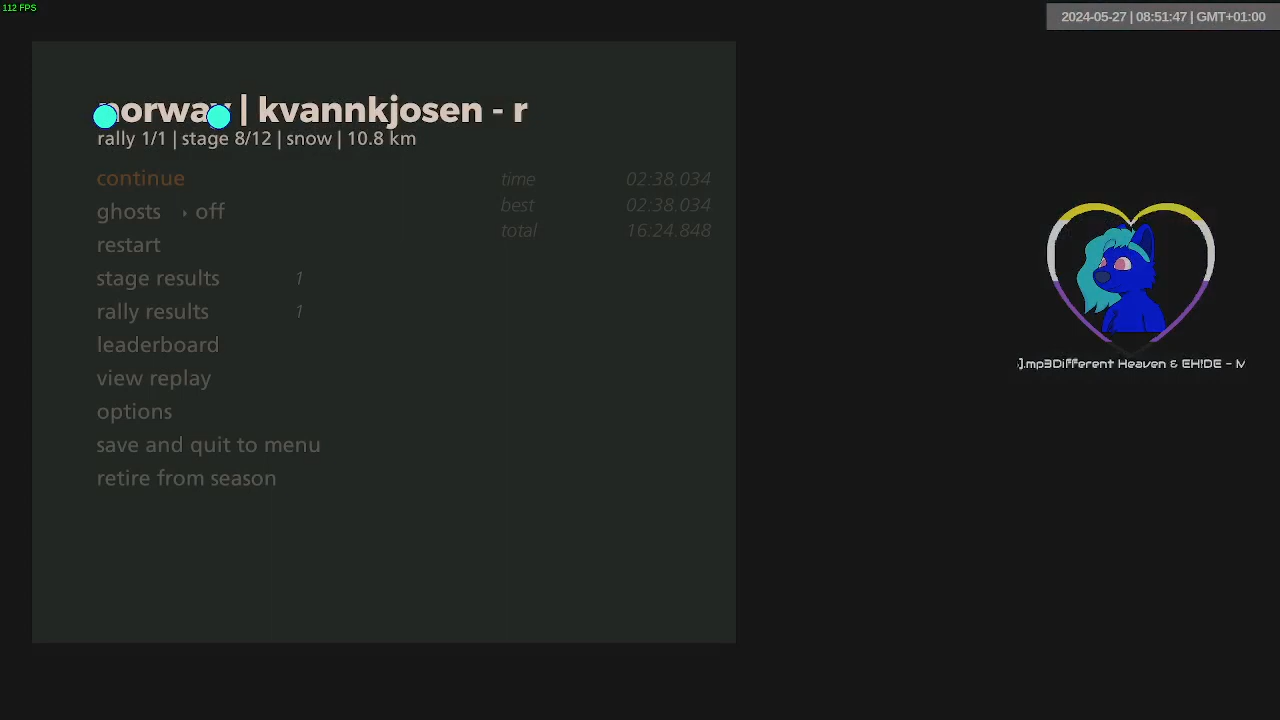 112 FPS
2024-05-27 | 08:51:47 | GMT+01:00
norway | kvannkjosen - r
rally 1/1 | stage 8/12 | snow | 10.8 km
continue
time 02:38.034
ghosts › off
best 02:38.034
total 16:24.848
restart
stage results 1
rally results 1
leaderboard
view replay
options
save and quit to menu
retire from season
].mp3Different Heaven & EH!DE - M